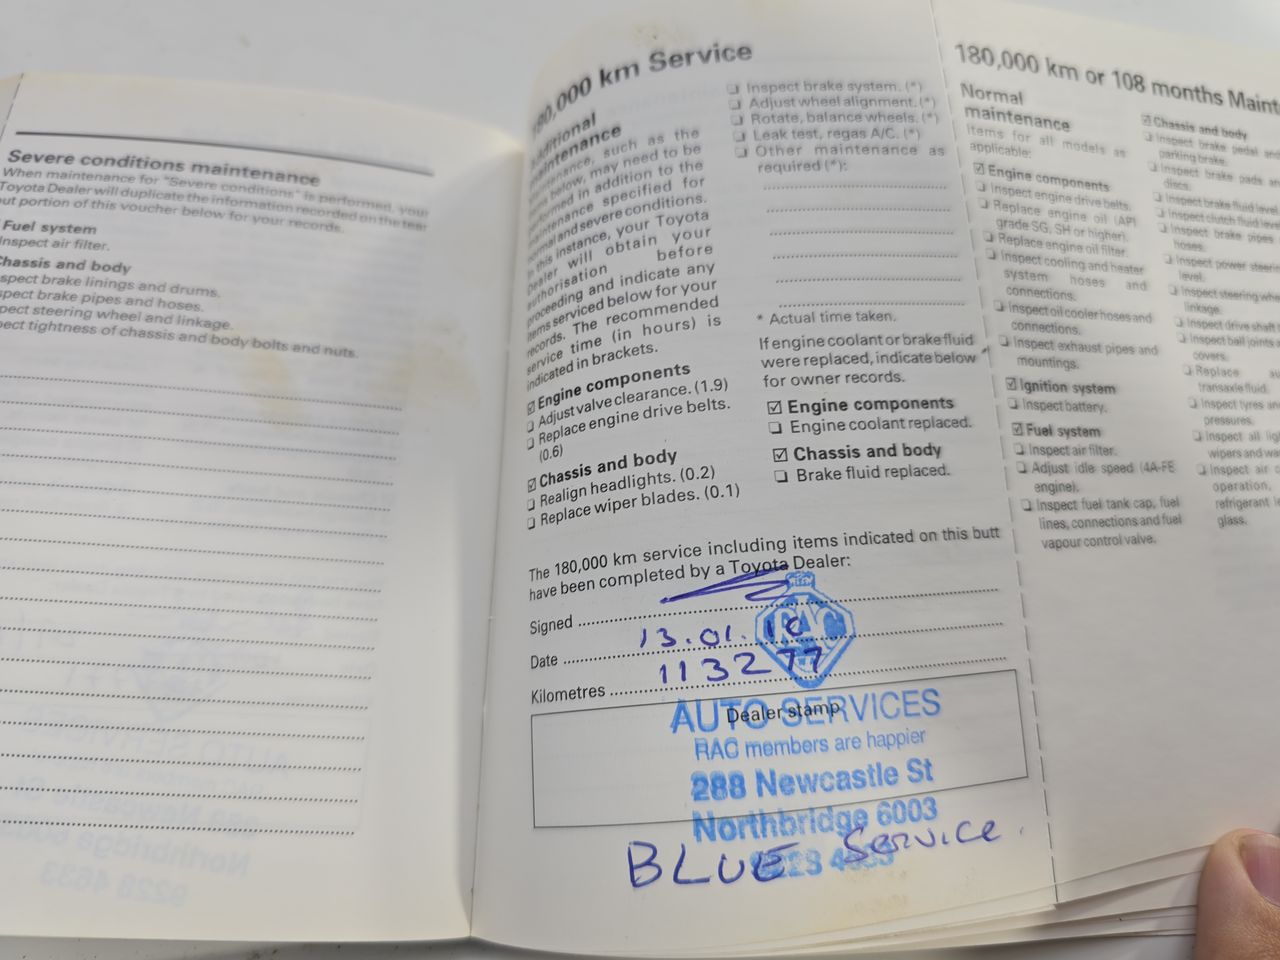 Severe conditions maintenance
When maintenance for "Severe conditions" is performed, your
Toyota Dealer will duplicate the information recorded on the tear
out portion of this voucher below for your records.
Fuel system
Inspect air filter.
Chassis and body
Inspect brake linings and drums.
Inspect brake pipes and hoses.
Inspect steering wheel and linkage.
Inspect tightness of chassis and body bolts and nuts.
180,000 km Service
Additional
maintenance
maintenance, such as the
items below, may need to be
performed in addition to the
maintenance specified for
normal and severe conditions.
In this instance, your Toyota
Dealer will obtain your
authorisation before
proceeding and indicate any
items serviced below for your
records. The recommended
service time (in hours) is
indicated in brackets.
☑ Engine components
❏ Adjust valve clearance. (1.9)
❏ Replace engine drive belts.
(0.6)
☑ Chassis and body
❏ Realign headlights. (0.2)
❏ Replace wiper blades. (0.1)
❏ Inspect brake system. (*)
❏ Adjust wheel alignment. (*)
❏ Rotate, balance wheels. (*)
❏ Leak test, regas A/C. (*)
❏ Other maintenance as
required (*):
* Actual time taken.
If engine coolant or brake fluid
were replaced, indicate below
for owner records.
☑ Engine components
❏ Engine coolant replaced.
☑ Chassis and body
❏ Brake fluid replaced.
The 180,000 km service including items indicated on this butt
have been completed by a Toyota Dealer:
Signed
Date 13.01.10
Kilometres 113277
RAC
Dealer stamp
AUTO SERVICES
RAC members are happier
288 Newcastle St
Northbridge 6003
9228 4633
BLUE Service.
180,000 km or 108 months Maint
Normal
maintenance
Items for all models as
applicable:
☑ Engine components
❏ Inspect engine drive belts.
❏ Replace engine oil (API
grade SG, SH or higher).
❏ Replace engine oil filter.
❏ Inspect cooling and heater
system hoses and
connections.
❏ Inspect oil cooler hoses and
connections.
❏ Inspect exhaust pipes and
mountings.
☑ Ignition system
❏ Inspect battery.
☑ Fuel system
❏ Inspect air filter.
❏ Adjust idle speed (4A-FE
engine).
❏ Inspect fuel tank cap, fuel
lines, connections and fuel
vapour control valve.
☑ Chassis and body
❏ Inspect brake pedal and
parking brake.
❏ Inspect brake pads and
discs.
❏ Inspect brake fluid level.
❏ Inspect clutch fluid level
❏ Inspect brake pipes
hoses.
❏ Inspect power steering
level.
❏ Inspect steering wheel
linkage.
❏ Inspect drive shaft
❏ Inspect ball joints a
covers.
❏ Replace au
transaxle fluid.
❏ Inspect tyres and
pressures.
❏ Inspect all lig
wipers and wa
❏ Inspect air c
operation,
refrigerant le
glass.